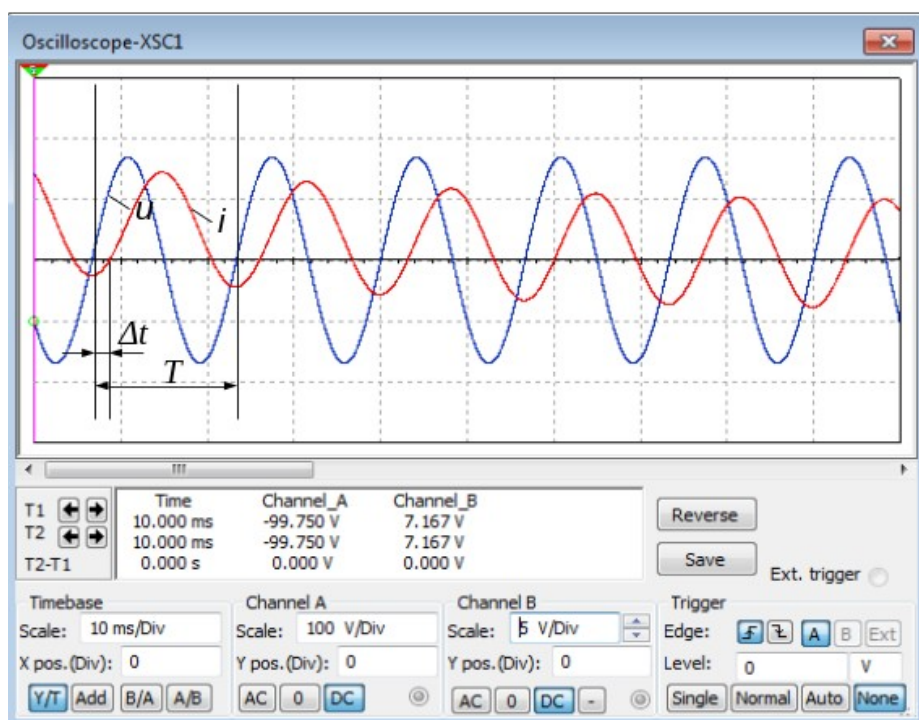 Oscilloscope-XSC1
u
i
Δt
T
T1
T2
T2-T1
Time Channel_A Channel_B
10.000 ms -99.750 V 7.167 V
10.000 ms -99.750 V 7.167 V
0.000 s 0.000 V 0.000 V
Reverse
Save
Ext. trigger
Timebase
Scale: 10 ms/Div
X pos.(Div): 0
Y/T Add B/A A/B
Channel A
Scale: 100 V/Div
Y pos.(Div): 0
AC 0 DC
Channel B
Scale: 5 V/Div
Y pos.(Div): 0
AC 0 DC -
Trigger
Edge: A B Ext
Level: 0 V
Single Normal Auto None